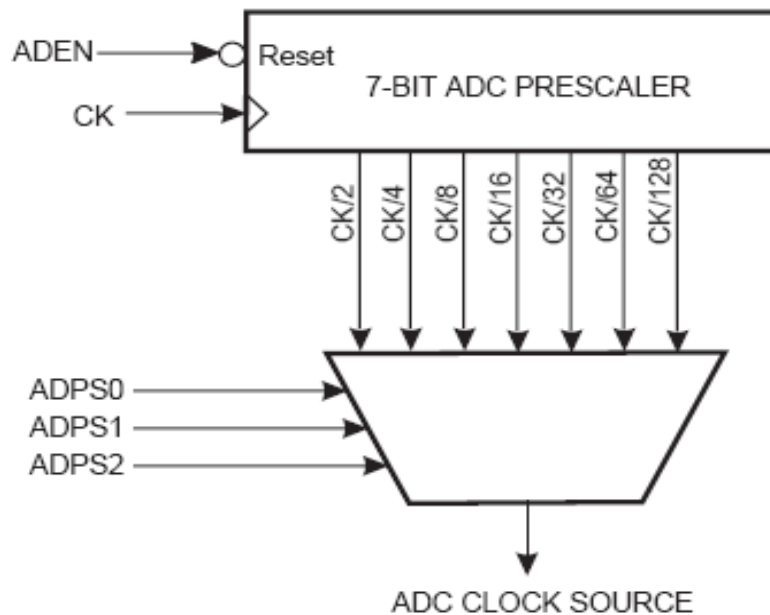 ADEN
Reset
7-BIT ADC PRESCALER
CK
CK/2
CK/4
CK/8
CK/16
CK/32
CK/64
CK/128
ADPS0
ADPS1
ADPS2
ADC CLOCK SOURCE